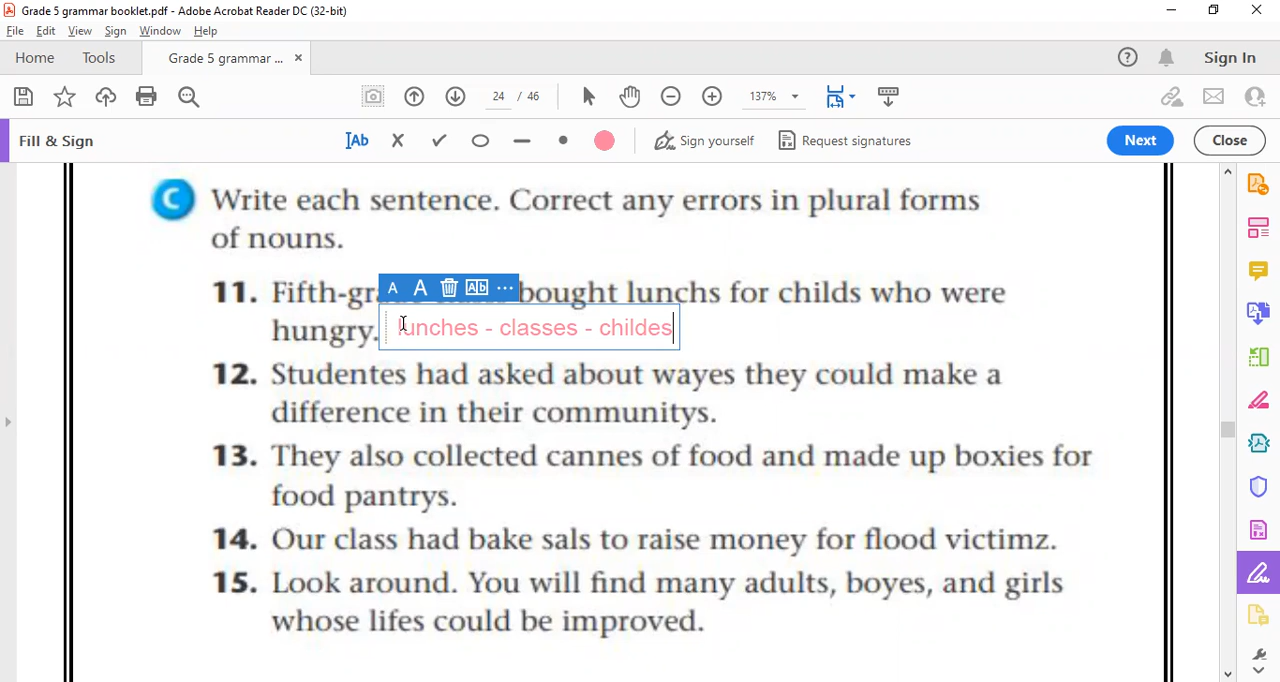 Grade 5 grammar booklet.pdf - Adobe Acrobat Reader DC (32-bit)
File Edit View Sign Window Help
Home Tools Grade 5 grammar ... × Sign In
24 / 46 137%
Fill & Sign Ab Sign yourself Request signatures Next Close
C Write each sentence. Correct any errors in plural forms
of nouns.
A A Ab ...
11. Fifth-gr bought lunchs for childs who were
hungry. lunches - classes - childes
12. Studentes had asked about wayes they could make a
difference in their communitys.
13. They also collected cannes of food and made up boxies for
food pantrys.
14. Our class had bake sals to raise money for flood victimz.
15. Look around. You will find many adults, boyes, and girls
whose lifes could be improved.